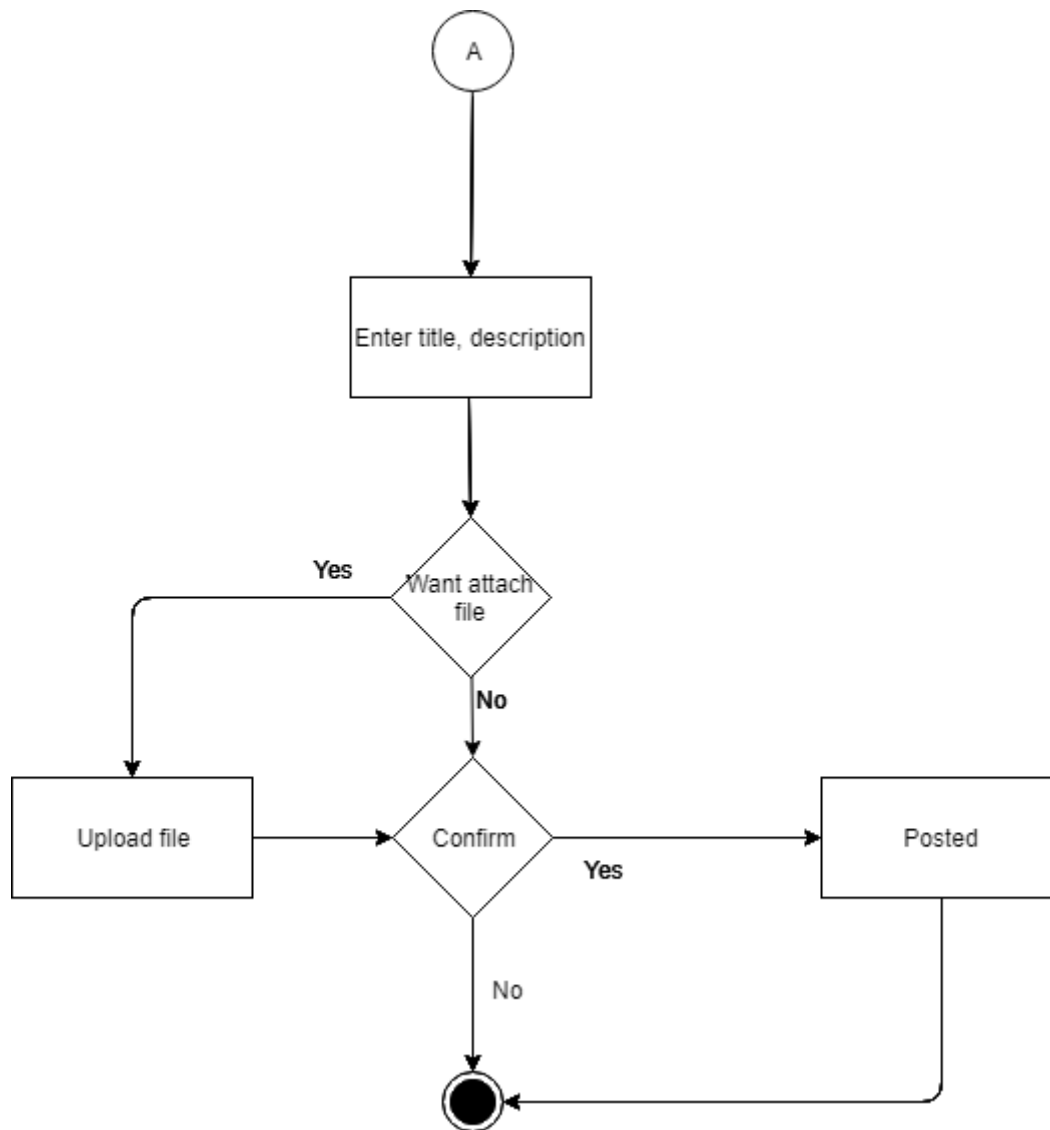 A
Enter title, description
Yes
Want attach
file
No
Upload file
Confirm
Yes
Posted
No